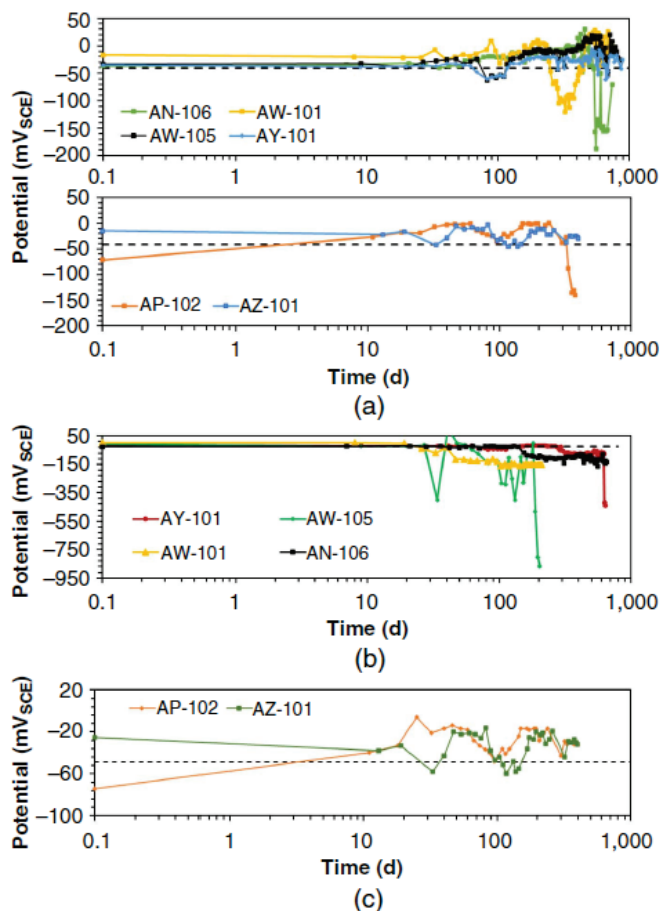 50
0
−50
−100
−150
−200
Potential (mVSCE)
AN-106 AW-101
AW-105 AY-101
0.1 1 10 100 1,000
50
0
−50
−100
−150
−200
AP-102 AZ-101
0.1 1 10 100 1,000
Time (d)
(a)
50
−150
−350
−550
−750
−950
Potential (mVSCE)
AY-101 AW-105
AW-101 AN-106
0.1 1 10 100 1,000
Time (d)
(b)
20
−20
−60
−100
Potential (mVSCE)
AP-102 AZ-101
0.1 1 10 100 1,000
Time (d)
(c)